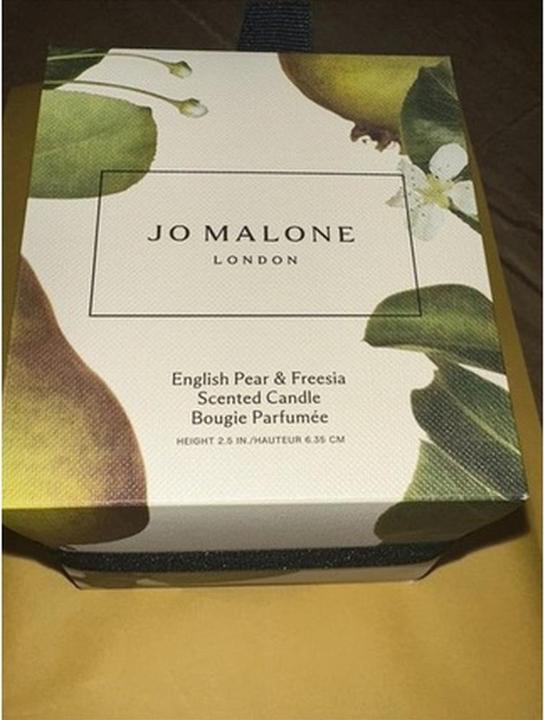 JO MALONE
LONDON
English Pear & Freesia
Scented Candle
Bougie Parfumée
HEIGHT 2.5 IN./HAUTEUR 6.35 CM